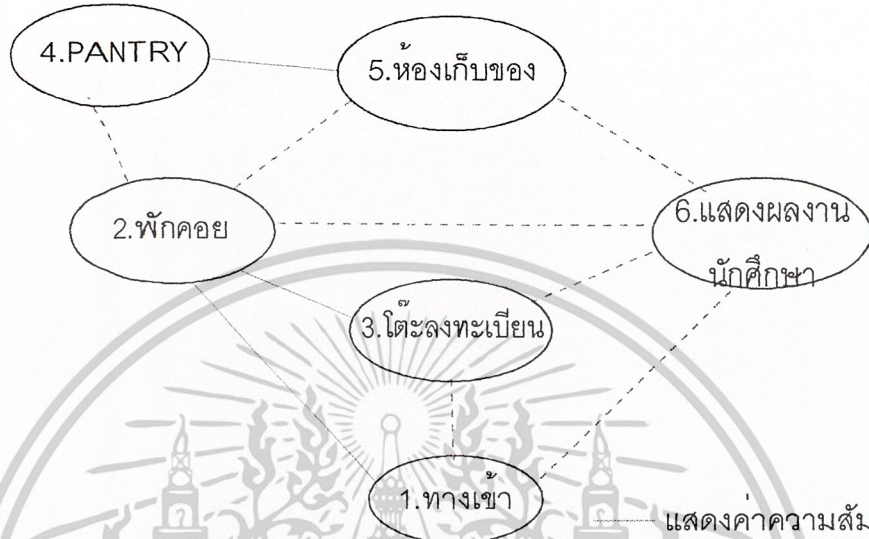 4.PANTRY
5.ห้องเก็บของ
2.พักคอย
6.แสดงผลงาน
นักศึกษา
3.โต๊ะลงทะเบียน
1.ทางเข้า
แสดงค่าความสัม